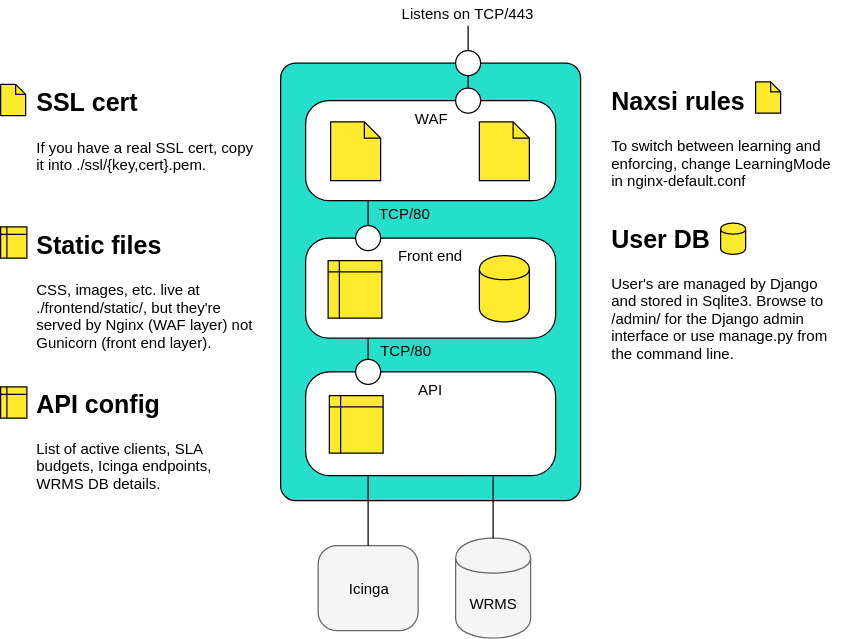 Listens on TCP/443
SSL cert
If you have a real SSL cert, copy
it into ./ssl/{key,cert}.pem.
Static files
CSS, images, etc. live at
./frontend/static/, but they're
served by Nginx (WAF layer) not
Gunicorn (front end layer).
API config
List of active clients, SLA
budgets, Icinga endpoints,
WRMS DB details.
WAF
TCP/80
Front end
TCP/80
API
Icinga
WRMS
Naxsi rules
To switch between learning and
enforcing, change LearningMode
in nginx-default.conf
User DB
User's are managed by Django
and stored in Sqlite3. Browse to
/admin/ for the Django admin
interface or use manage.py from
the command line.